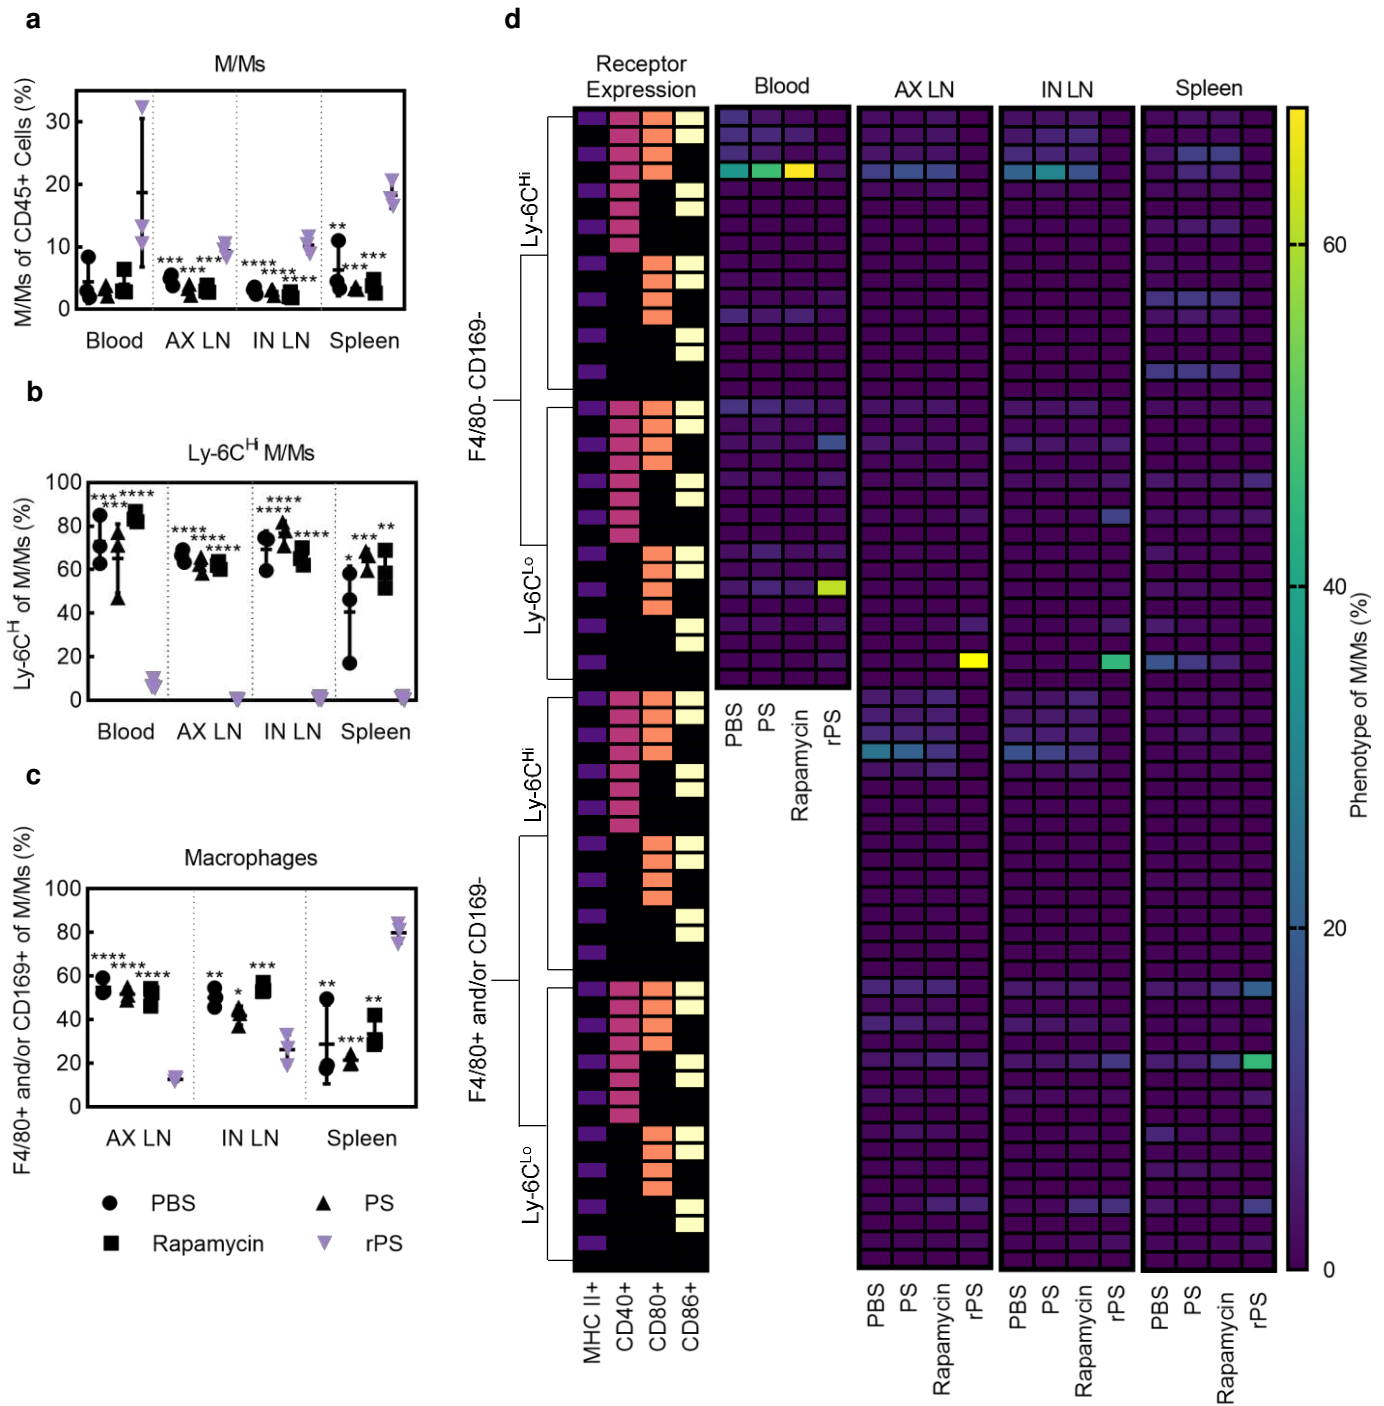 a
M/Ms
M/Ms of CD45+ Cells (%)
30
20
10
0
***
***
***
****
****
****
**
***
***
Blood
AX LN
IN LN
Spleen
b
Ly-6CHi M/Ms
Ly-6CH of M/Ms (%)
100
80
60
40
20
0
***
***
****
****
****
****
****
****
****
*
***
**
Blood
AX LN
IN LN
Spleen
c
Macrophages
F4/80+ and/or CD169+ of M/Ms (%)
100
80
60
40
20
0
****
****
****
**
*
***
**
***
**
AX LN
IN LN
Spleen
PBS
PS
Rapamycin
rPS
d
Receptor
Expression
Blood
AX LN
IN LN
Spleen
F4/80- CD169-
Ly-6CHi
Ly-6CLo
F4/80+ and/or CD169-
Ly-6CHi
Ly-6CLo
MHC II+
CD40+
CD80+
CD86+
PBS
PS
Rapamycin
rPS
PBS
PS
Rapamycin
rPS
PBS
PS
Rapamycin
rPS
PBS
PS
Rapamycin
rPS
60
40
20
0
Phenotype of M/Ms (%)